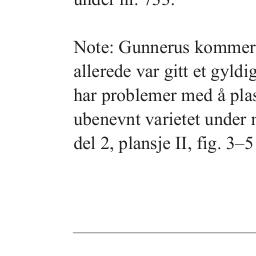 under nr. 755.
Note: Gunnerus kommer
allerede var gitt et gyldig
har problemer med å plas
ubenevnt varietet under
del 2, plansje II, fig. 3–5